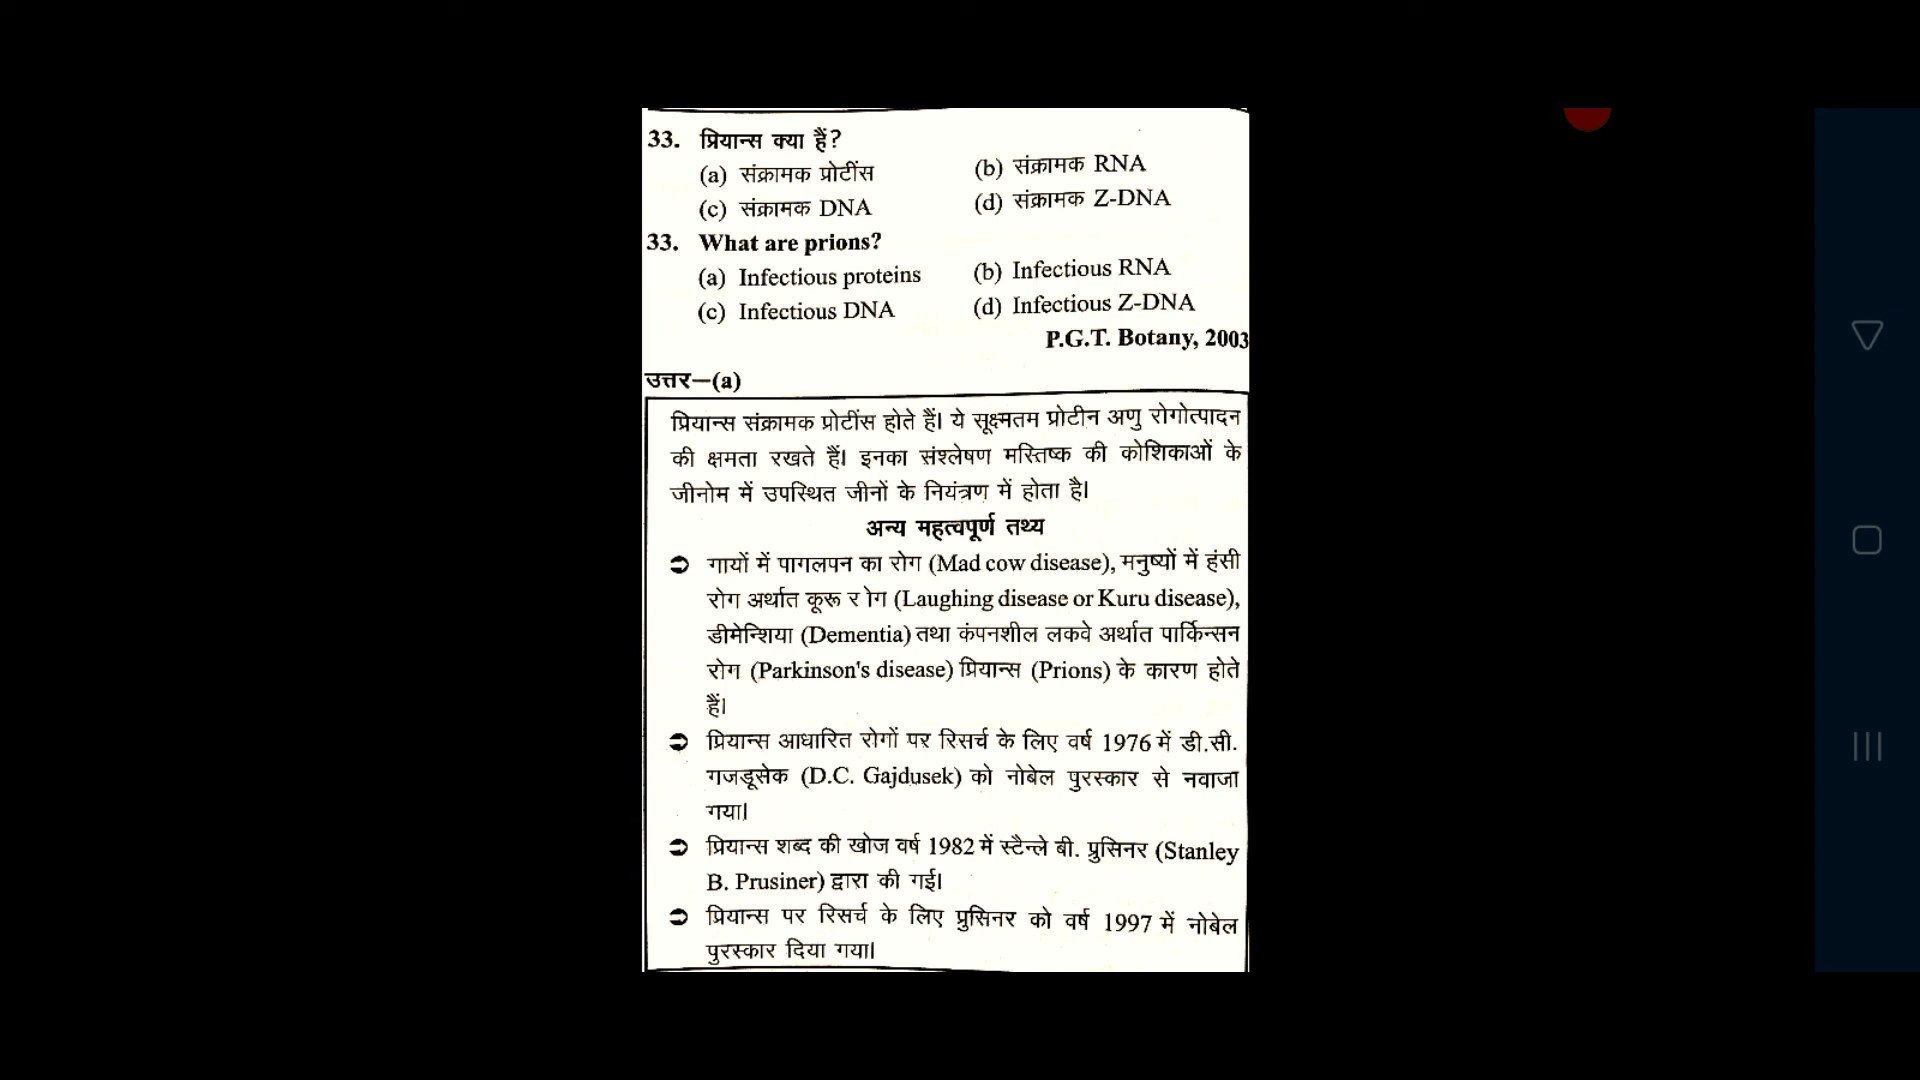 33. प्रियान्स क्या हैं?
(a) संक्रामक प्रोटींस (b) संक्रामक RNA
(c) संक्रामक DNA (d) संक्रामक Z-DNA
33. What are prions?
(a) Infectious proteins (b) Infectious RNA
(c) Infectious DNA (d) Infectious Z-DNA
P.G.T. Botany, 2003
उत्तर—(a)
प्रियान्स संक्रामक प्रोटींस होते हैं। ये सूक्ष्मतम प्रोटीन अणु रोगोत्पादन
की क्षमता रखते हैं। इनका संश्लेषण मस्तिष्क की कोशिकाओं के
जीनोम में उपस्थित जीनों के नियंत्रण में होता है।
अन्य महत्वपूर्ण तथ्य
➲ गायों में पागलपन का रोग (Mad cow disease), मनुष्यों में हंसी
रोग अर्थात कूरू र ोग (Laughing disease or Kuru disease),
डीमेन्शिया (Dementia) तथा कंपनशील लकवे अर्थात पार्किन्सन
रोग (Parkinson's disease) प्रियान्स (Prions) के कारण होते
हैं।
➲ प्रियान्स आधारित रोगों पर रिसर्च के लिए वर्ष 1976 में डी.सी.
गजडूसेक (D.C. Gajdusek) को नोबेल पुरस्कार से नवाजा
गया।
➲ प्रियान्स शब्द की खोज वर्ष 1982 में स्टैन्ले बी. प्रुसिनर (Stanley
B. Prusiner) द्वारा की गई।
➲ प्रियान्स पर रिसर्च के लिए प्रुसिनर को वर्ष 1997 में नोबेल
पुरस्कार दिया गया।